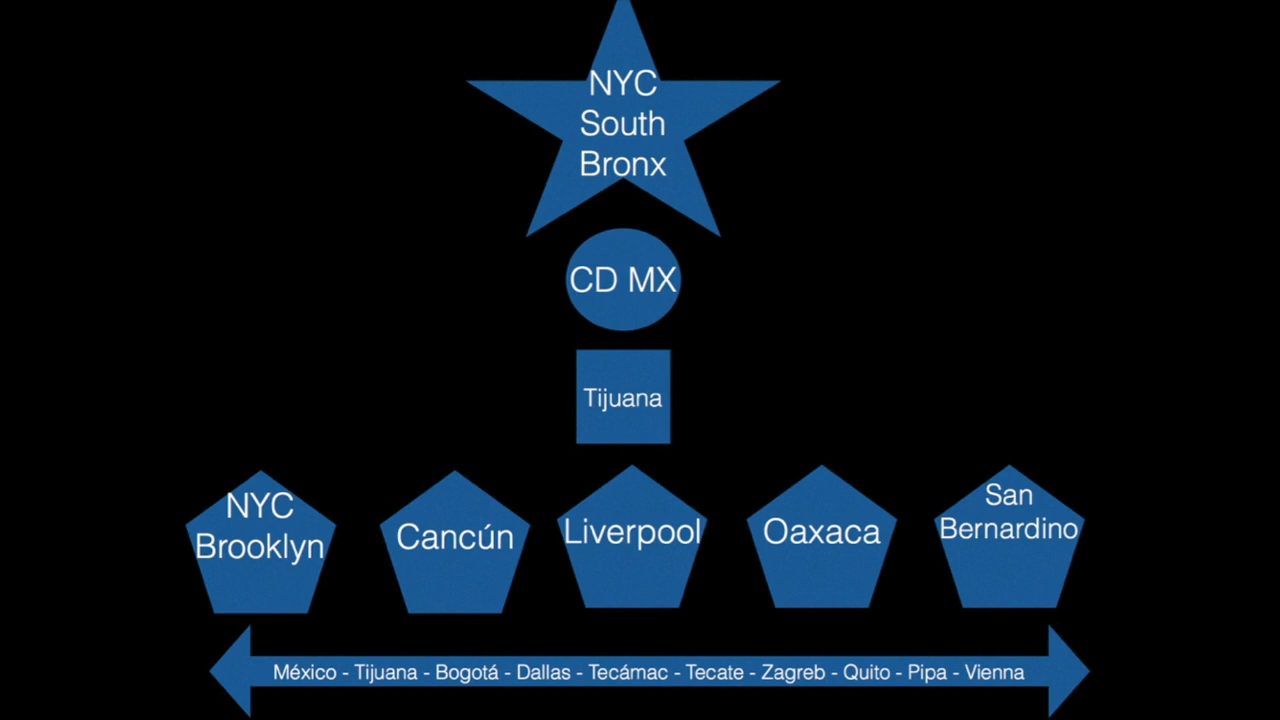 NYC
South
Bronx
CD MX
Tijuana
NYC
Brooklyn
Cancún
Liverpool
Oaxaca
San
Bernardino
México - Tijuana - Bogotá - Dallas - Tecámac - Tecate - Zagreb - Quito - Pipa - Vienna